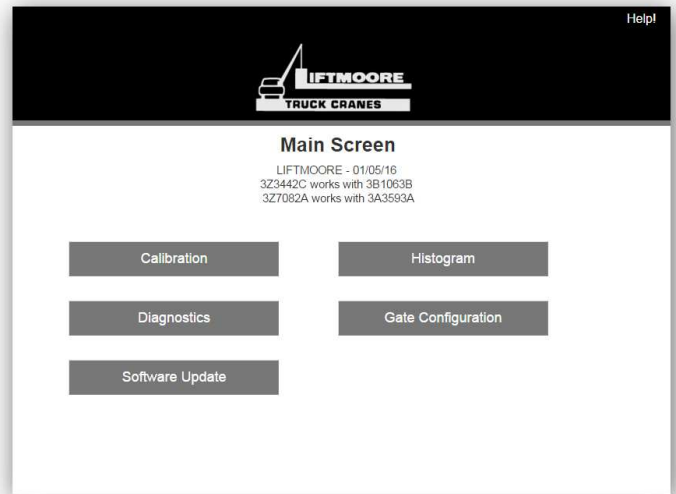 Help!
LIFTMOORE
TRUCK CRANES
Main Screen
LIFTMOORE - 01/05/16
3Z3442C works with 3B1063B
3Z7082A works with 3A3593A
Calibration
Histogram
Diagnostics
Gate Configuration
Software Update